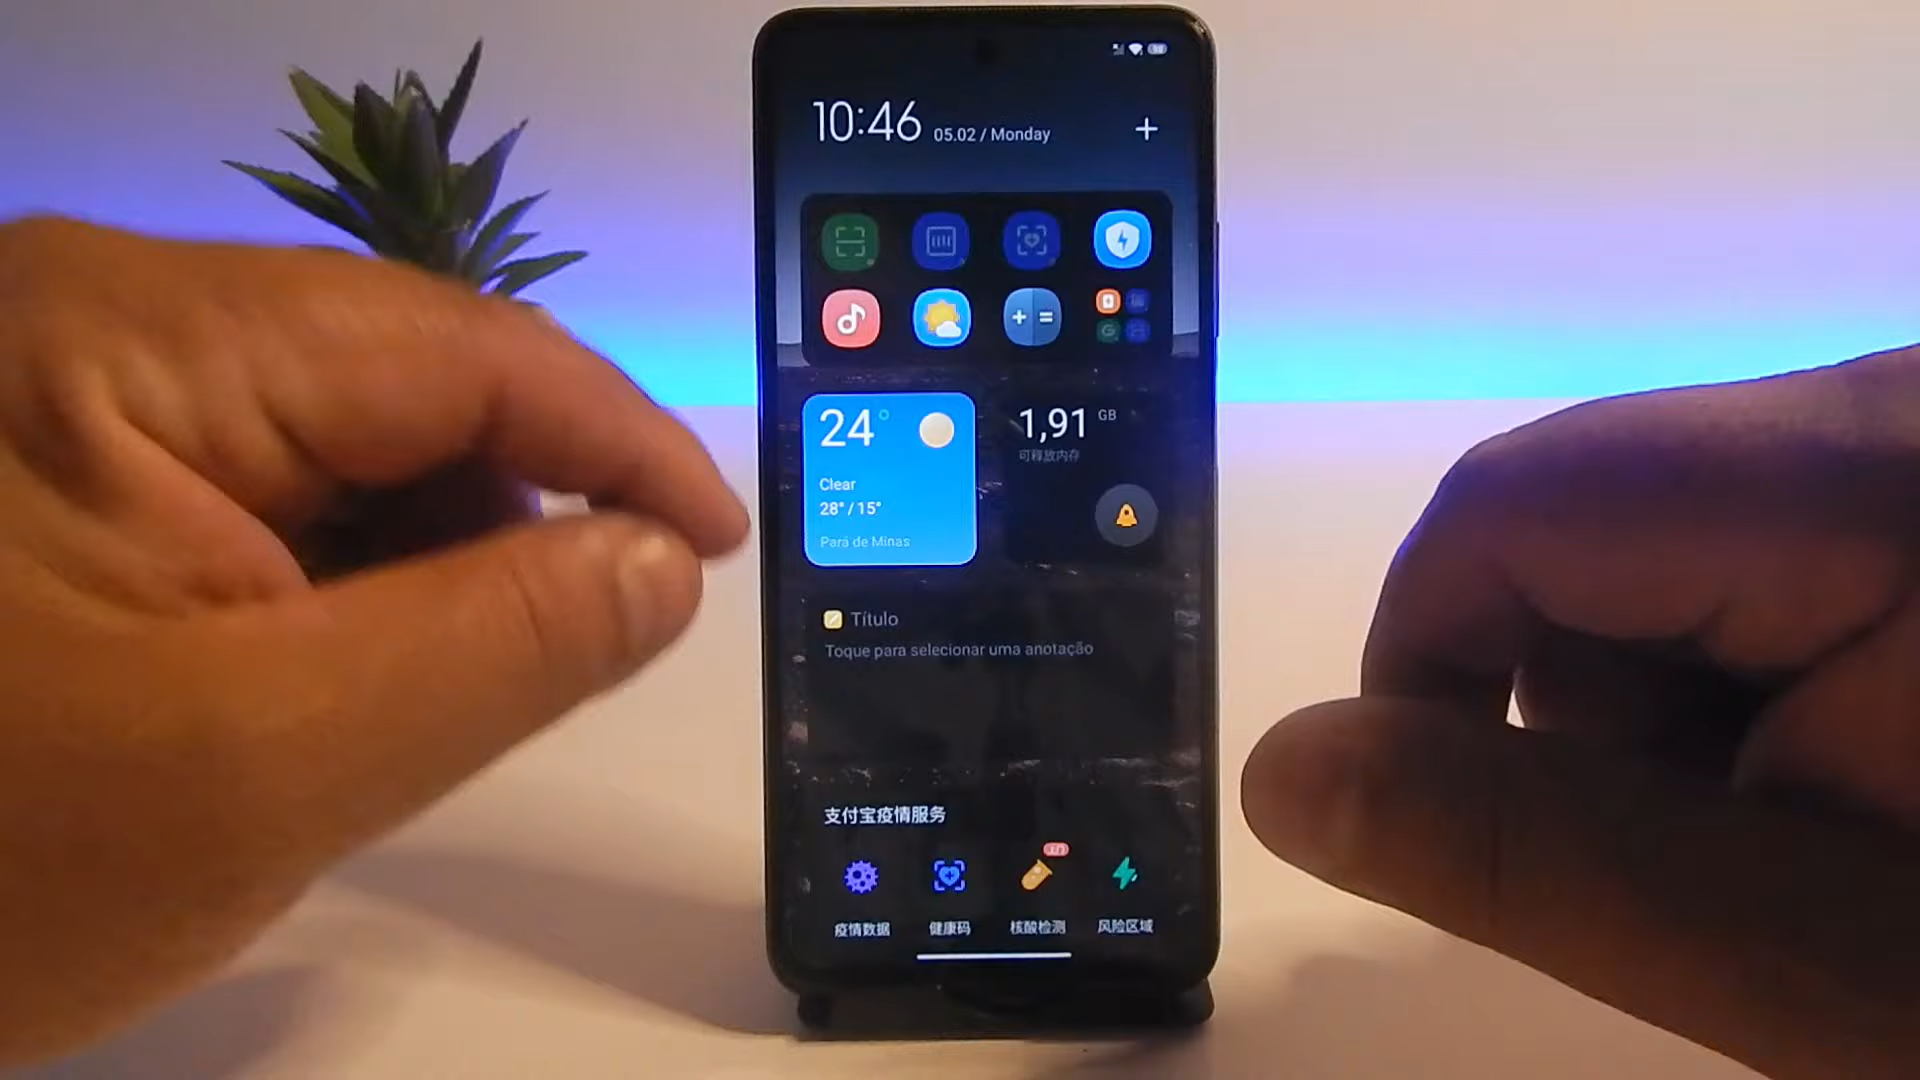 10:46 05.02 / Monday
24°
Clear
28° / 15°
Pará de Minas
1,91 GB
可释放内存
Título
Toque para selecionar uma anotação
支付宝疫情服务
疫情数据 健康码 核酸检测 风险区域